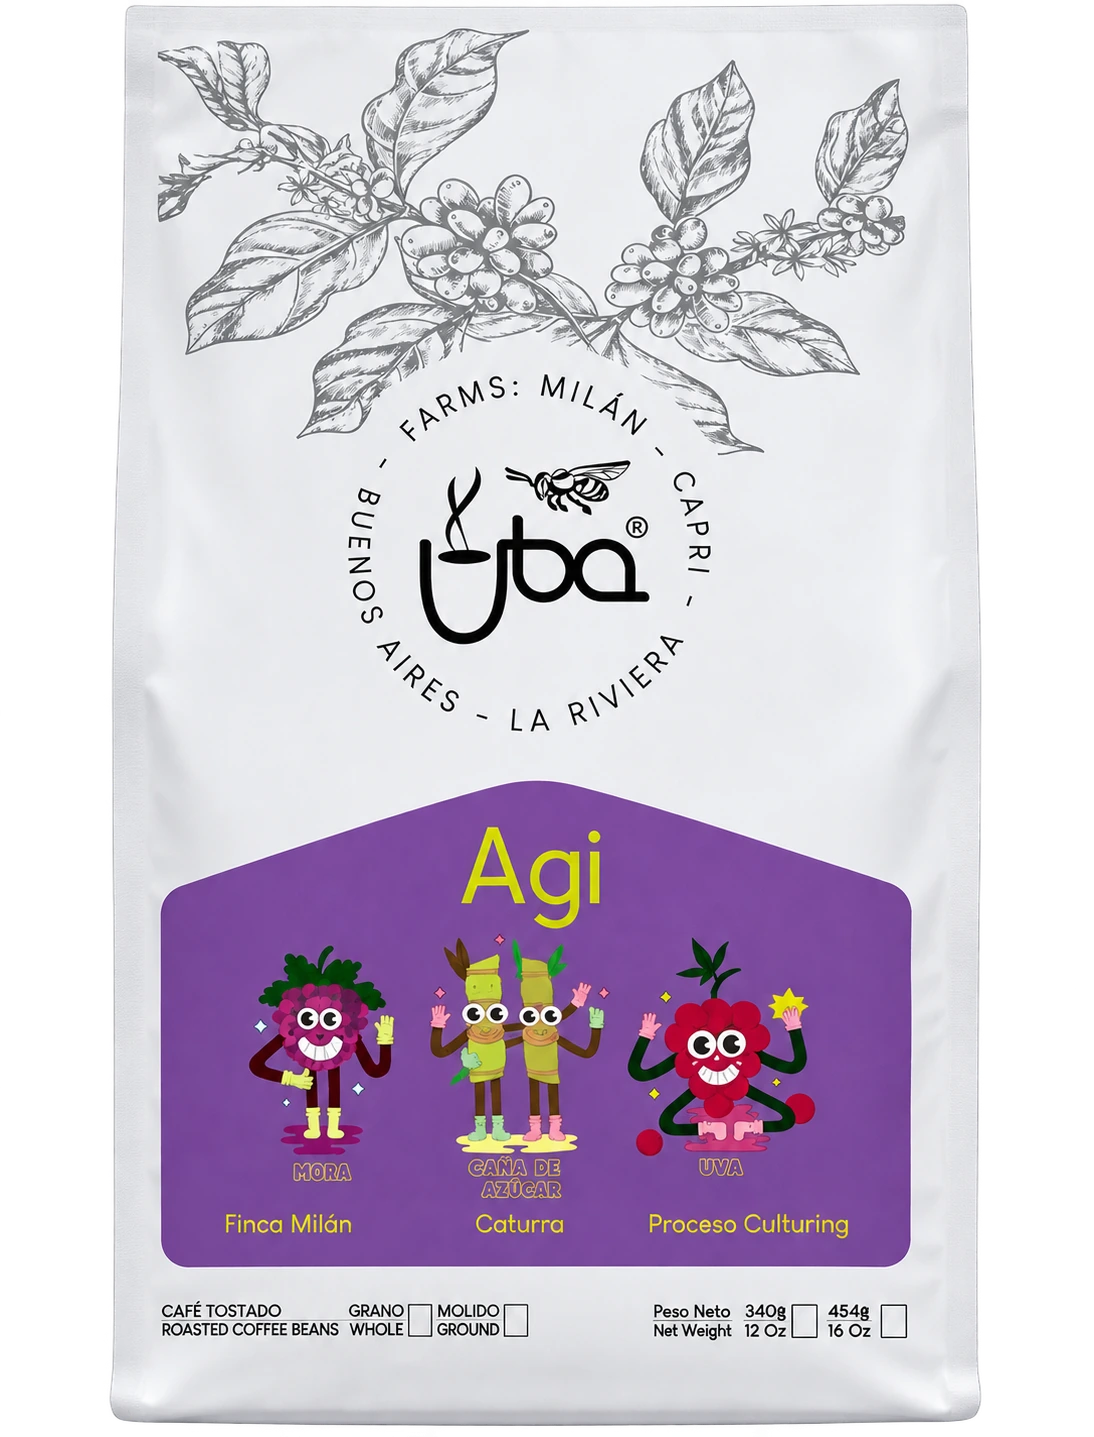 FARMS: MILÁN - CAPRI - LA RIVIERA - BUENOS AIRES -
Uba®
Agi
MORA
CAÑA DE
AZÚCAR
UVA
Finca Milán
Caturra
Proceso Culturing
CAFÉ TOSTADO
ROASTED COFFEE BEANS
GRANO
WHOLE
MOLIDO
GROUND
Peso Neto
Net Weight
340g
12 Oz
454g
16 Oz